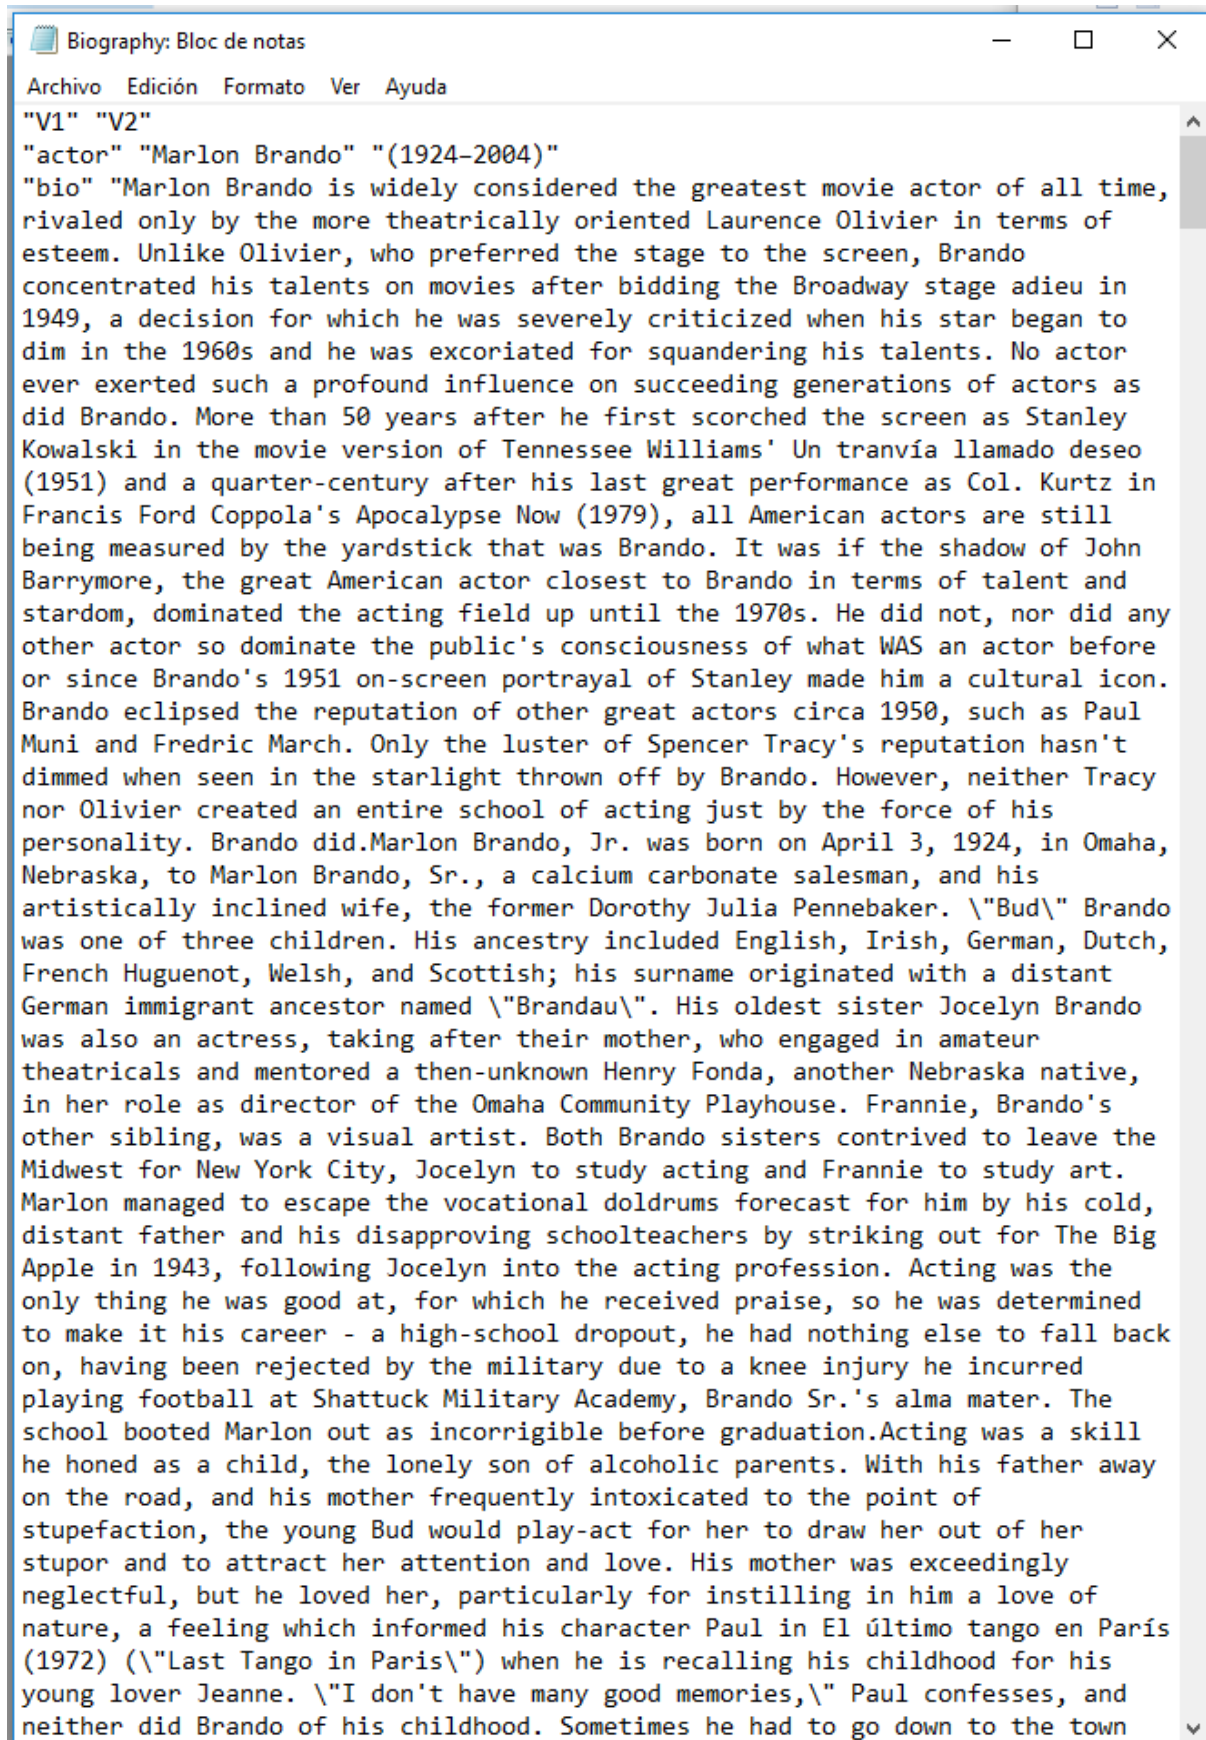 Biography: Bloc de notas
Archivo Edición Formato Ver Ayuda
"V1" "V2"
"actor" "Marlon Brando" "(1924–2004)"
"bio" "Marlon Brando is widely considered the greatest movie actor of all time,
rivaled only by the more theatrically oriented Laurence Olivier in terms of
esteem. Unlike Olivier, who preferred the stage to the screen, Brando
concentrated his talents on movies after bidding the Broadway stage adieu in
1949, a decision for which he was severely criticized when his star began to
dim in the 1960s and he was excoriated for squandering his talents. No actor
ever exerted such a profound influence on succeeding generations of actors as
did Brando. More than 50 years after he first scorched the screen as Stanley
Kowalski in the movie version of Tennessee Williams' Un tranvía llamado deseo
(1951) and a quarter-century after his last great performance as Col. Kurtz in
Francis Ford Coppola's Apocalypse Now (1979), all American actors are still
being measured by the yardstick that was Brando. It was if the shadow of John
Barrymore, the great American actor closest to Brando in terms of talent and
stardom, dominated the acting field up until the 1970s. He did not, nor did any
other actor so dominate the public's consciousness of what WAS an actor before
or since Brando's 1951 on-screen portrayal of Stanley made him a cultural icon.
Brando eclipsed the reputation of other great actors circa 1950, such as Paul
Muni and Fredric March. Only the luster of Spencer Tracy's reputation hasn't
dimmed when seen in the starlight thrown off by Brando. However, neither Tracy
nor Olivier created an entire school of acting just by the force of his
personality. Brando did.Marlon Brando, Jr. was born on April 3, 1924, in Omaha,
Nebraska, to Marlon Brando, Sr., a calcium carbonate salesman, and his
artistically inclined wife, the former Dorothy Julia Pennebaker. \"Bud\" Brando
was one of three children. His ancestry included English, Irish, German, Dutch,
French Huguenot, Welsh, and Scottish; his surname originated with a distant
German immigrant ancestor named \"Brandau\". His oldest sister Jocelyn Brando
was also an actress, taking after their mother, who engaged in amateur
theatricals and mentored a then-unknown Henry Fonda, another Nebraska native,
in her role as director of the Omaha Community Playhouse. Frannie, Brando's
other sibling, was a visual artist. Both Brando sisters contrived to leave the
Midwest for New York City, Jocelyn to study acting and Frannie to study art.
Marlon managed to escape the vocational doldrums forecast for him by his cold,
distant father and his disapproving schoolteachers by striking out for The Big
Apple in 1943, following Jocelyn into the acting profession. Acting was the
only thing he was good at, for which he received praise, so he was determined
to make it his career - a high-school dropout, he had nothing else to fall back
on, having been rejected by the military due to a knee injury he incurred
playing football at Shattuck Military Academy, Brando Sr.'s alma mater. The
school booted Marlon out as incorrigible before graduation.Acting was a skill
he honed as a child, the lonely son of alcoholic parents. With his father away
on the road, and his mother frequently intoxicated to the point of
stupefaction, the young Bud would play-act for her to draw her out of her
stupor and to attract her attention and love. His mother was exceedingly
neglectful, but he loved her, particularly for instilling in him a love of
nature, a feeling which informed his character Paul in El último tango en París
(1972) (\"Last Tango in Paris\") when he is recalling his childhood for his
young lover Jeanne. \"I don't have many good memories,\" Paul confesses, and
neither did Brando of his childhood. Sometimes he had to go down to the town